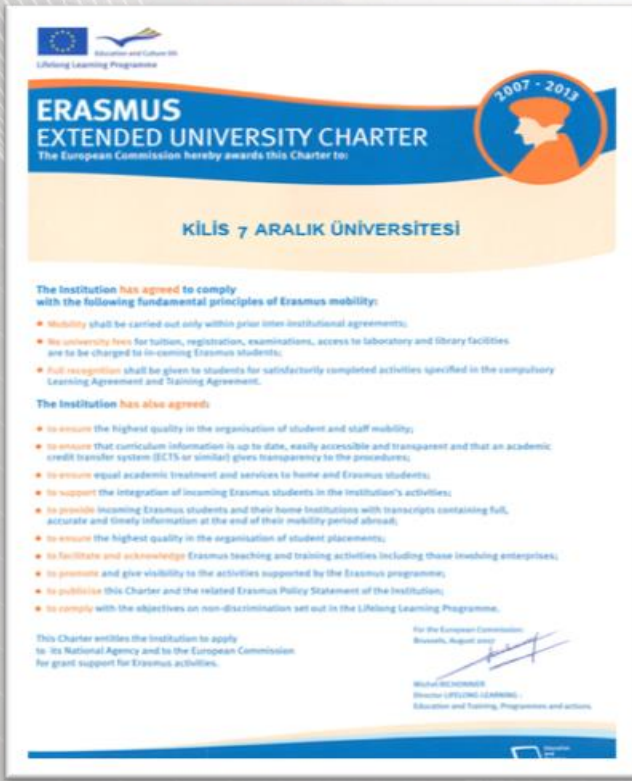 Education and Culture DG
Lifelong Learning Programme
2007 - 2013
ERASMUS
EXTENDED UNIVERSITY CHARTER
The European Commission hereby awards this Charter to:
KİLİS 7 ARALIK ÜNİVERSİTESİ
The Institution has agreed to comply
with the following fundamental principles of Erasmus mobility:
• Mobility shall be carried out only within prior inter-institutional agreements;
• No university fees for tuition, registration, examinations, access to laboratory and library facilities
are to be charged to in-coming Erasmus students;
• Full recognition shall be given to students for satisfactorily completed activities specified in the compulsory
Learning Agreement and Training Agreement.
The Institution has also agreed:
• to ensure the highest quality in the organisation of student and staff mobility;
• to ensure that curriculum information is up to date, easily accessible and transparent and that an academic
credit transfer system (ECTS or similar) gives transparency to the procedures;
• to ensure equal academic treatment and services to home and Erasmus students;
• to support the integration of incoming Erasmus students in the Institution's activities;
• to provide incoming Erasmus students and their home Institutions with transcripts containing full,
accurate and timely information at the end of their mobility period abroad;
• to ensure the highest quality in the organisation of student placements;
• to facilitate and acknowledge Erasmus teaching and training activities including those involving enterprises;
• to promote and give visibility to the activities supported by the Erasmus programme;
• to publicise this Charter and the related Erasmus Policy Statement of the Institution;
• to comply with the objectives on non-discrimination set out in the Lifelong Learning Programme.
This Charter entitles the Institution to apply
to its National Agency and to the European Commission
for grant support for Erasmus activities.
For the European Commission
Brussels, August 2007
Director LIFELONG LEARNING :
Education and Training, Programmes and actions
Education
and